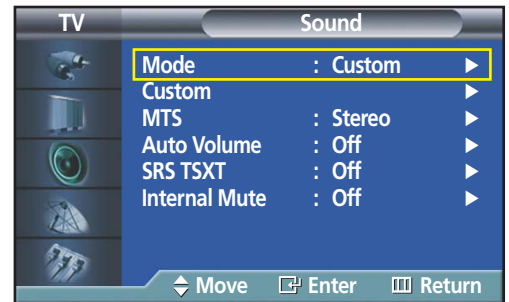 TV Sound
Mode : Custom
Custom
MTS : Stereo
Auto Volume : Off
SRS TSXT : Off
Internal Mute : Off
Move Enter Return